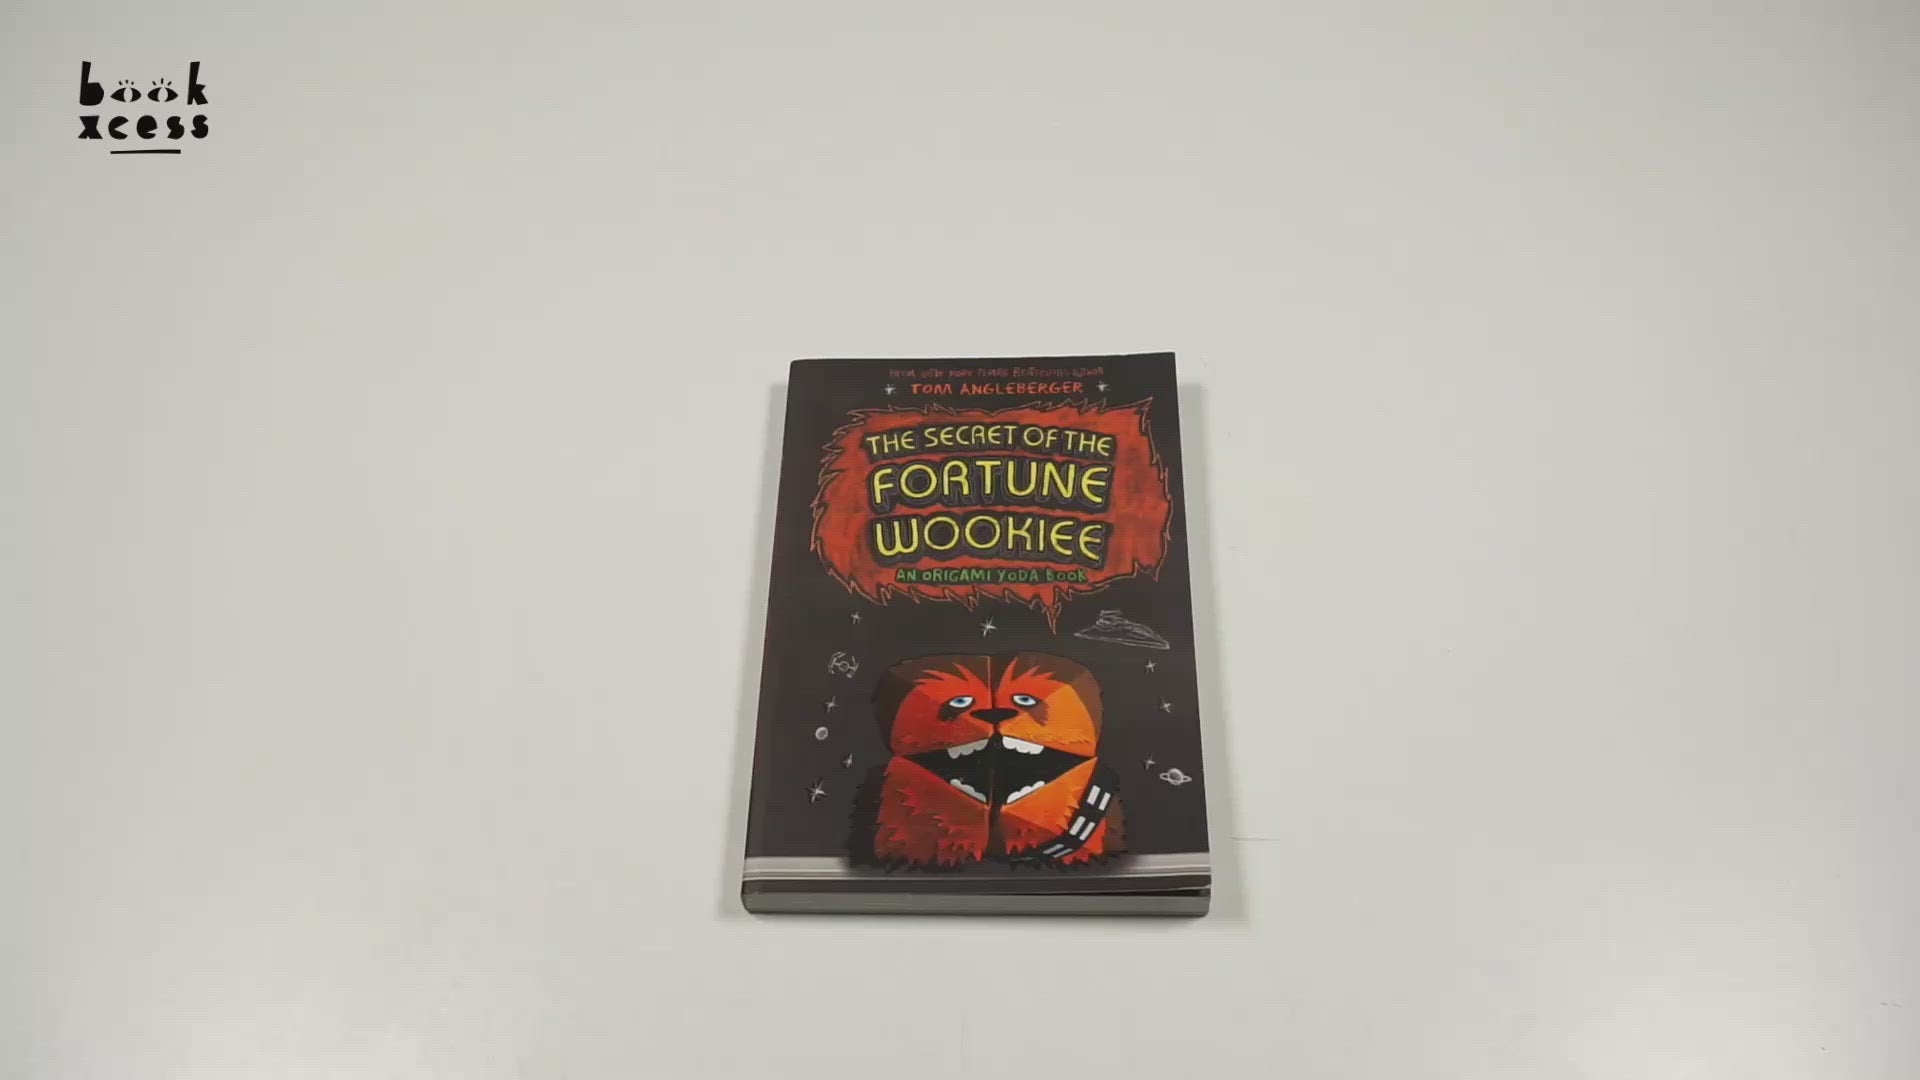 book
xcess
FROM NEW YORK TIMES BESTSELLING AUTHOR
TOM ANGLEBERGER
THE SECRET OF THE
FORTUNE
WOOKIEE
AN ORIGAMI YODA BOOK